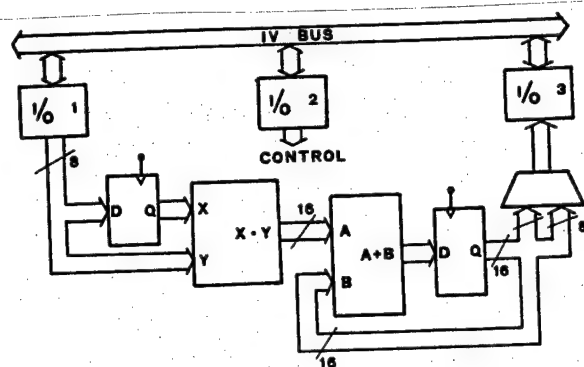 IV BUS
I/O 1
I/O 2
I/O 3
CONTROL
8
D Q
X
X · Y
Y
16
A
A+B
B
D Q
16
8
16